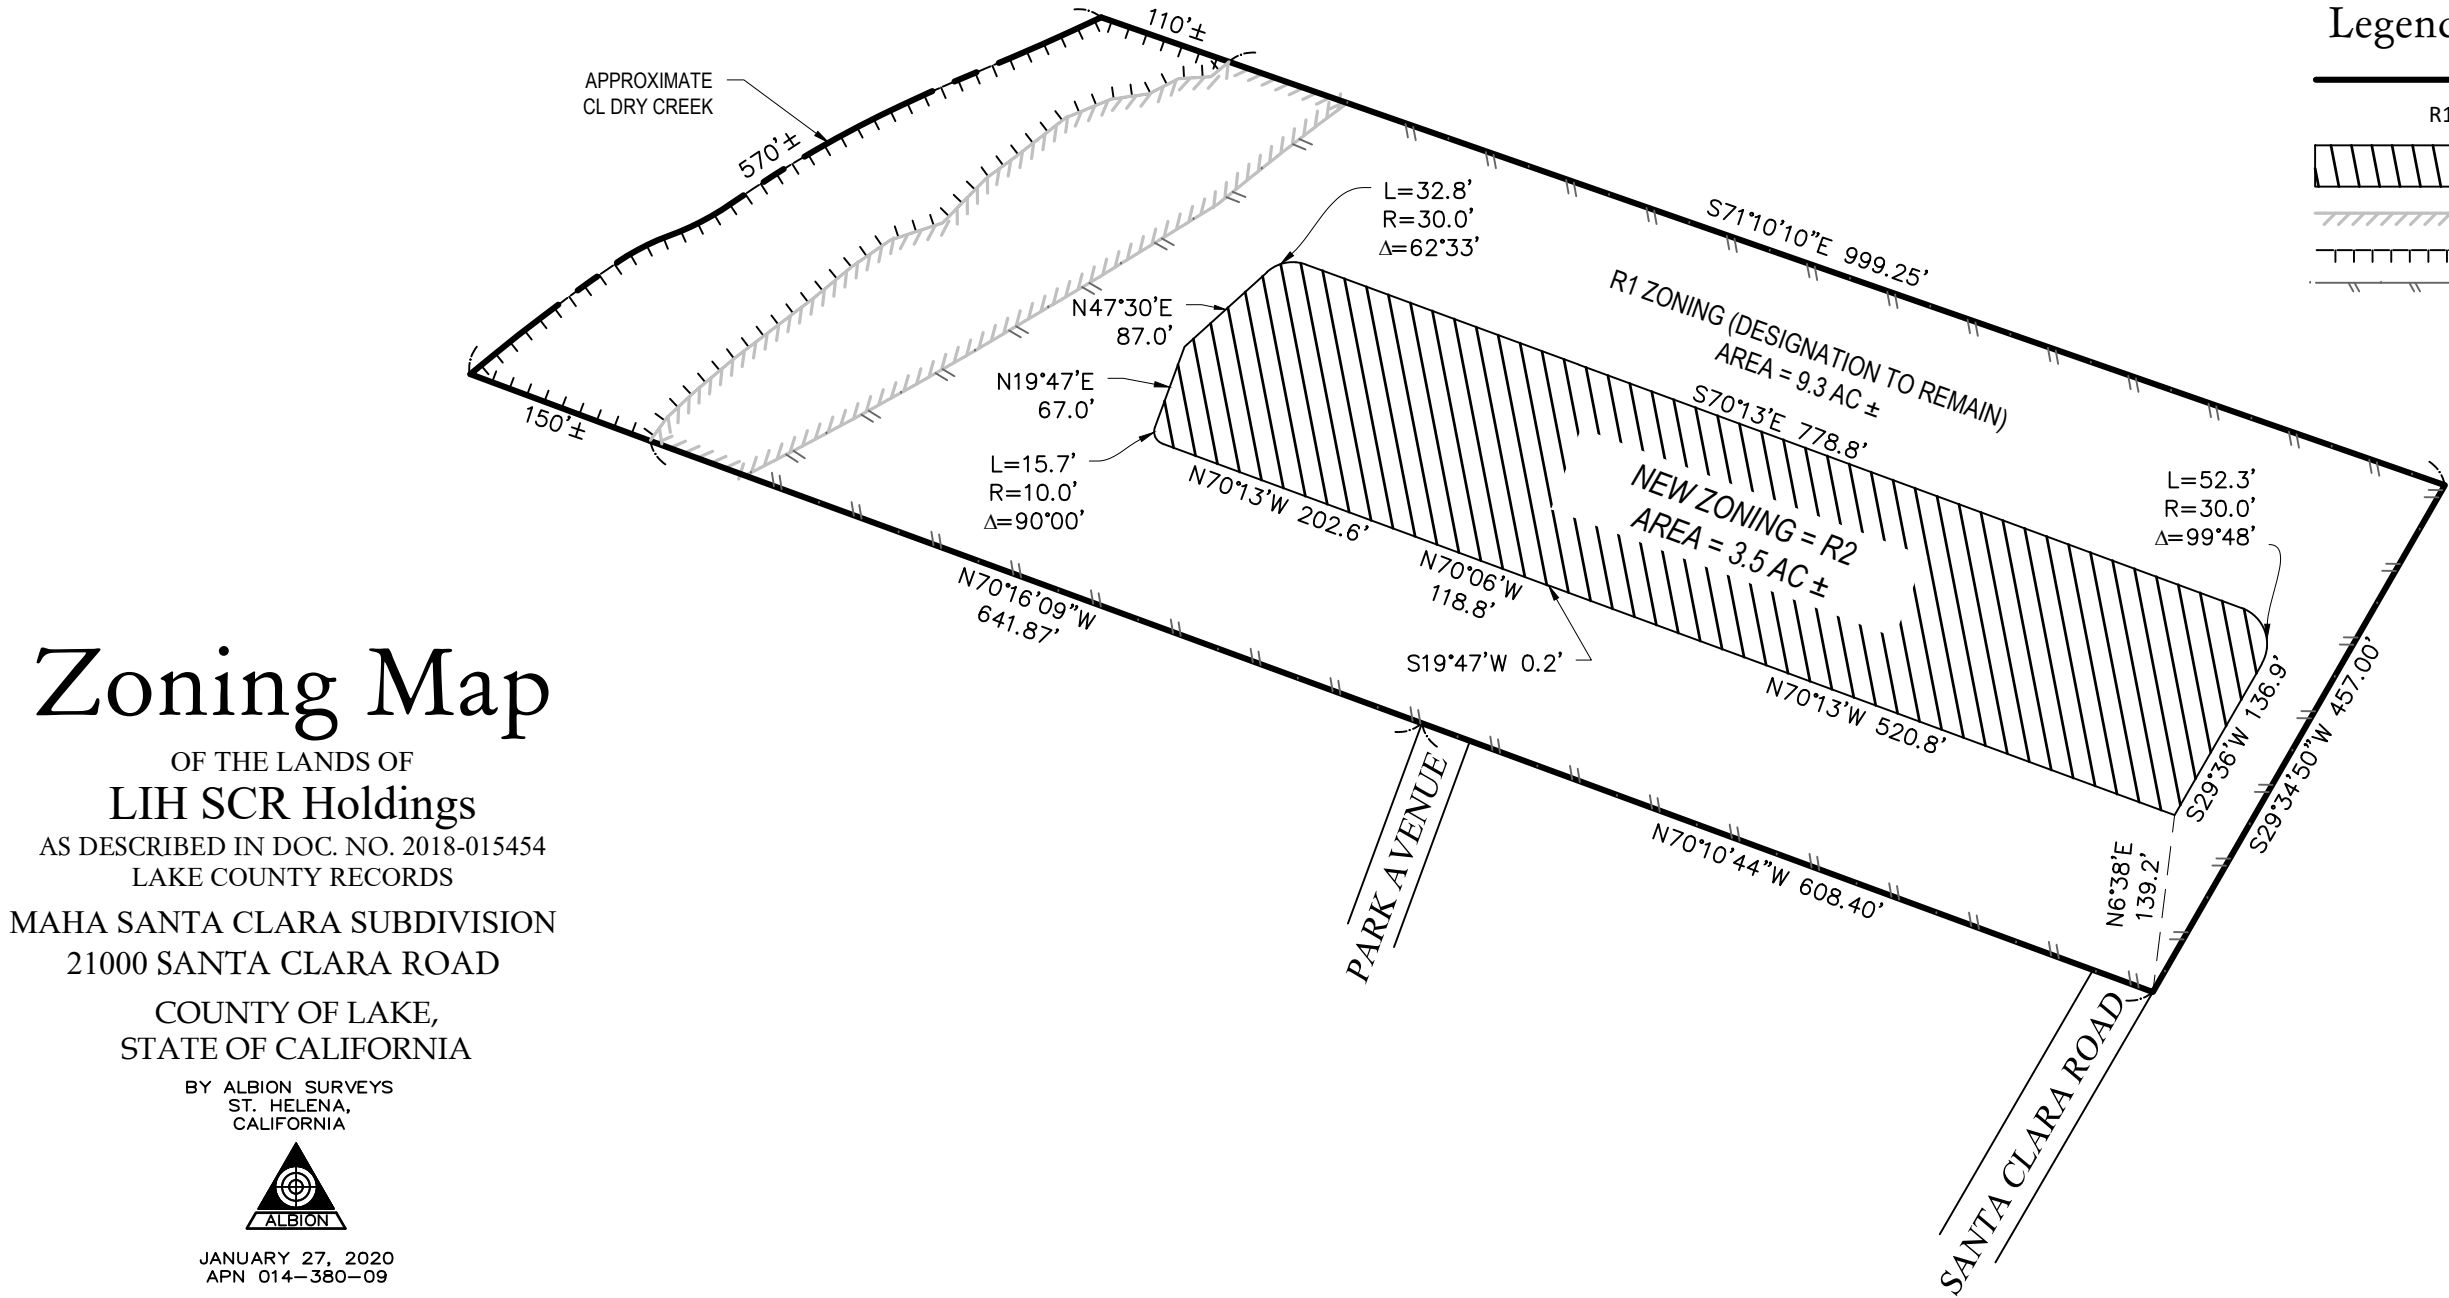 110'±
Legend
APPROXIMATE
CL DRY CREEK
570'±
R1
L=32.8'
R=30.0'
Δ=62°33'
S71°10'10"E 999.25'
R1 ZONING (DESIGNATION TO REMAIN)
AREA = 9.3 AC ±
N47°30'E
87.0'
N19°47'E
67.0'
S70°13'E 778.8'
150'±
L=15.7'
R=10.0'
Δ=90°00'
N70°13'W 202.6'
NEW ZONING = R2
AREA = 3.5 AC ±
L=52.3'
R=30.0'
Δ=99°48'
N70°06'W
118.8'
N70°16'09"W
641.87'
S19°47'W 0.2'
N70°13'W 520.8'
S29°36'W 136.9'
S29°34'50"W 457.00'
N70°10'44"W 608.40'
N6°38'E
139.2'
PARK AVENUE
SANTA CLARA ROAD
Zoning Map
OF THE LANDS OF
LIH SCR Holdings
AS DESCRIBED IN DOC. NO. 2018-015454
LAKE COUNTY RECORDS
MAHA SANTA CLARA SUBDIVISION
21000 SANTA CLARA ROAD
COUNTY OF LAKE,
STATE OF CALIFORNIA
BY ALBION SURVEYS
ST. HELENA,
CALIFORNIA
ALBION
JANUARY 27, 2020
APN 014-380-09